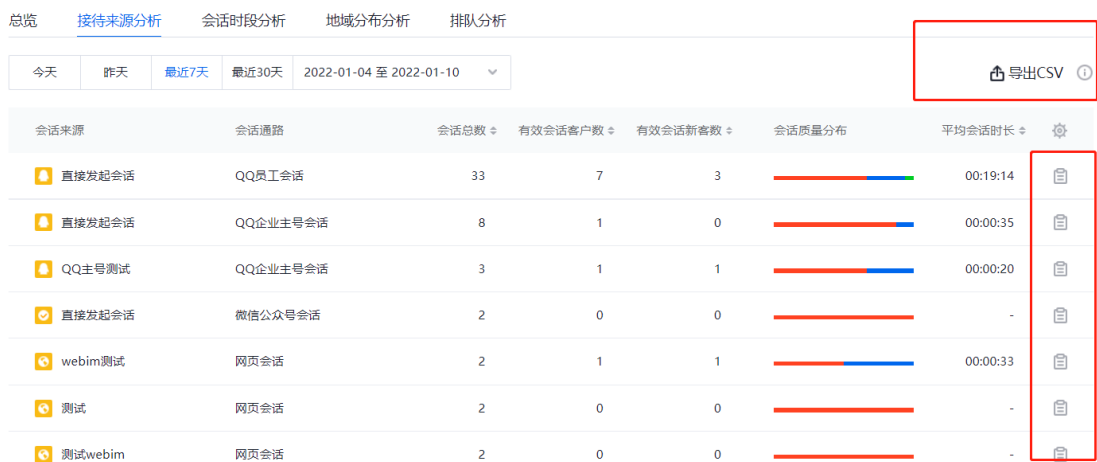 总览 接待来源分析 会话时段分析 地域分布分析 排队分析
今天 昨天 最近7天 最近30天 2022-01-04 至 2022-01-10 导出CSV
会话来源 会话通路 会话总数 有效会话客户数 有效会话新客数 会话质量分布 平均会话时长
直接发起会话 QQ员工会话 33 7 3 00:19:14
直接发起会话 QQ企业主号会话 8 1 0 00:00:35
QQ主号测试 QQ企业主号会话 3 1 1 00:00:20
直接发起会话 微信公众号会话 2 0 0 -
webim测试 网页会话 2 1 1 00:00:33
测试 网页会话 2 0 0 -
测试webim 网页会话 2 0 0 -